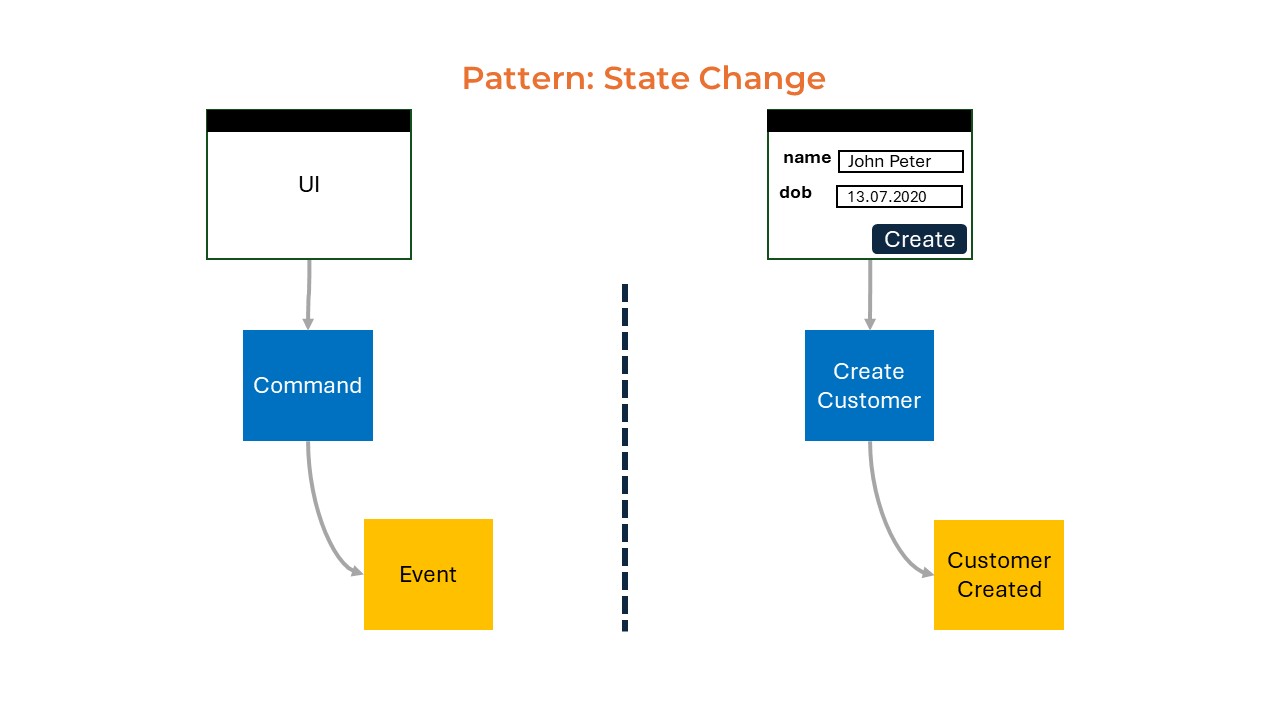 Pattern: State Change
UI
Command
Event
name John Peter
dob 13.07.2020
Create
Create
Customer
Customer
Created